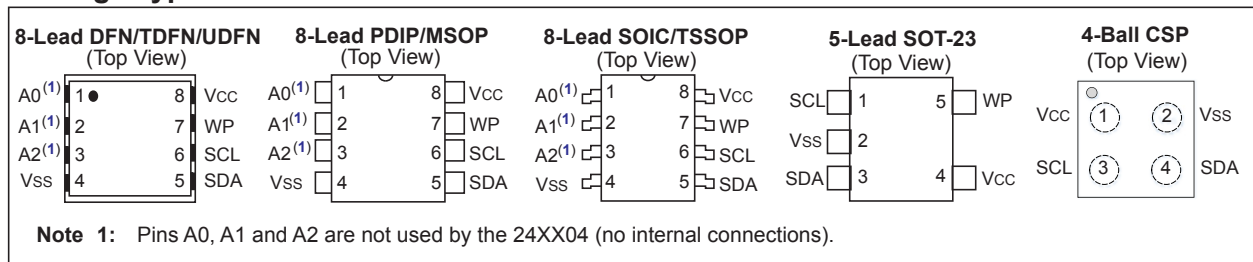 8-Lead DFN/TDFN/UDFN
(Top View)
A0(1) 1 8 VCC
A1(1) 2 7 WP
A2(1) 3 6 SCL
VSS 4 5 SDA
8-Lead PDIP/MSOP
(Top View)
A0(1) 1 8 VCC
A1(1) 2 7 WP
A2(1) 3 6 SCL
VSS 4 5 SDA
8-Lead SOIC/TSSOP
(Top View)
A0(1) 1 8 VCC
A1(1) 2 7 WP
A2(1) 3 6 SCL
VSS 4 5 SDA
5-Lead SOT-23
(Top View)
SCL 1 5 WP
VSS 2
SDA 3 4 VCC
4-Ball CSP
(Top View)
VCC 1 2 VSS
SCL 3 4 SDA
Note 1: Pins A0, A1 and A2 are not used by the 24XX04 (no internal connections).